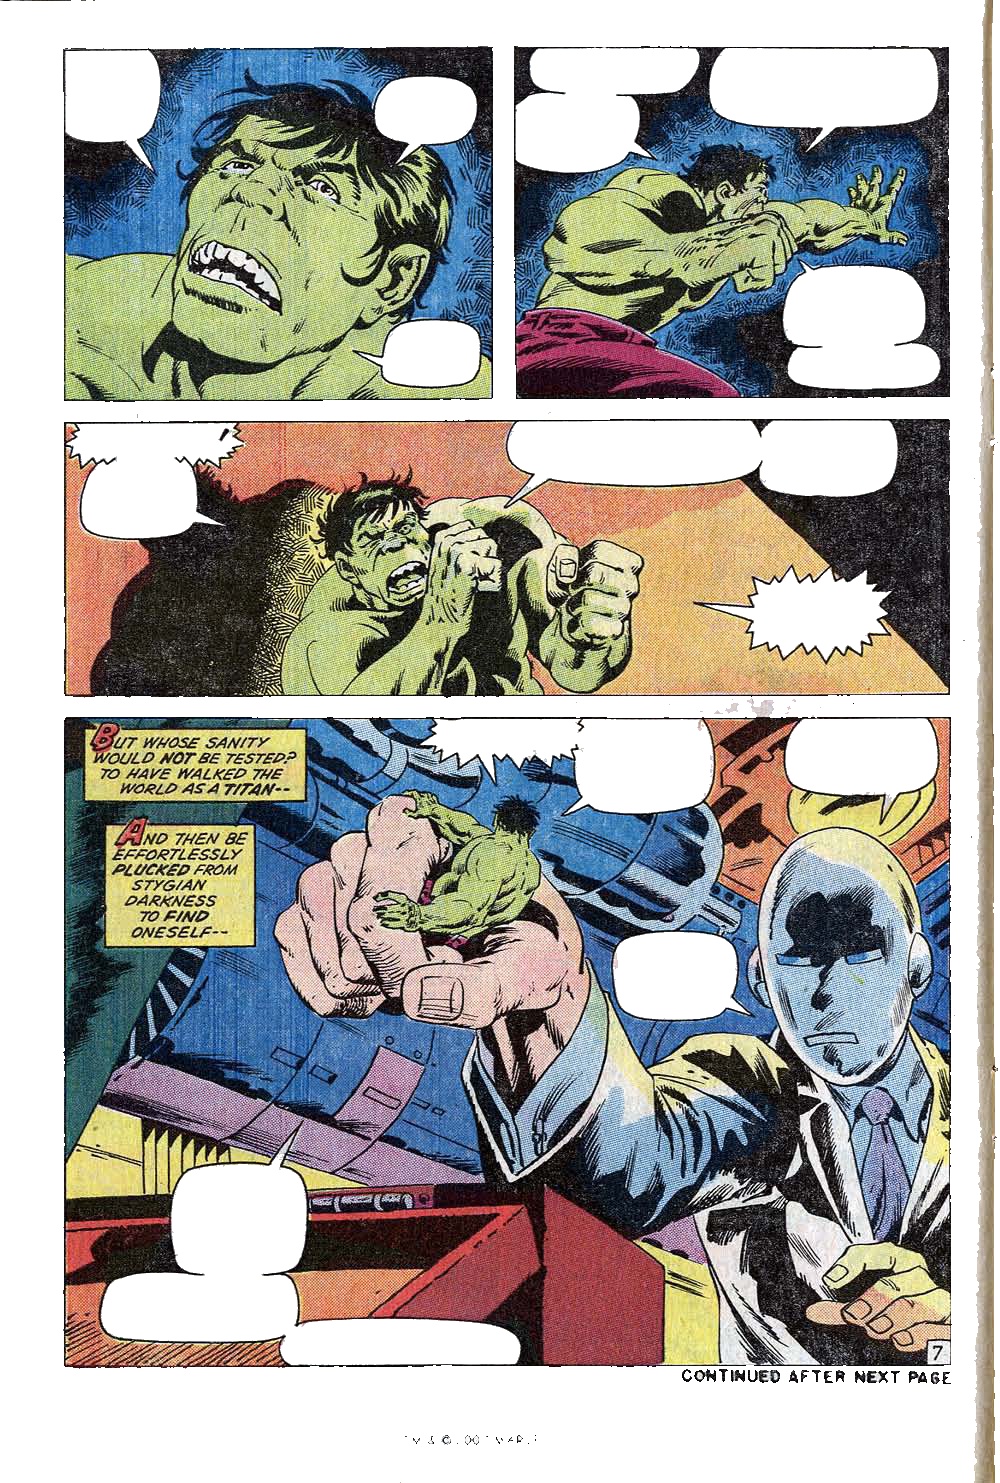 BUT WHOSE SANITY
WOULD NOT BE TESTED?
TO HAVE WALKED THE
WORLD AS A TITAN--
AND THEN BE
EFFORTLESSLY
PLUCKED FROM
STYGIAN
DARKNESS
TO FIND
ONESELF--
7
CONTINUED AFTER NEXT PAGE